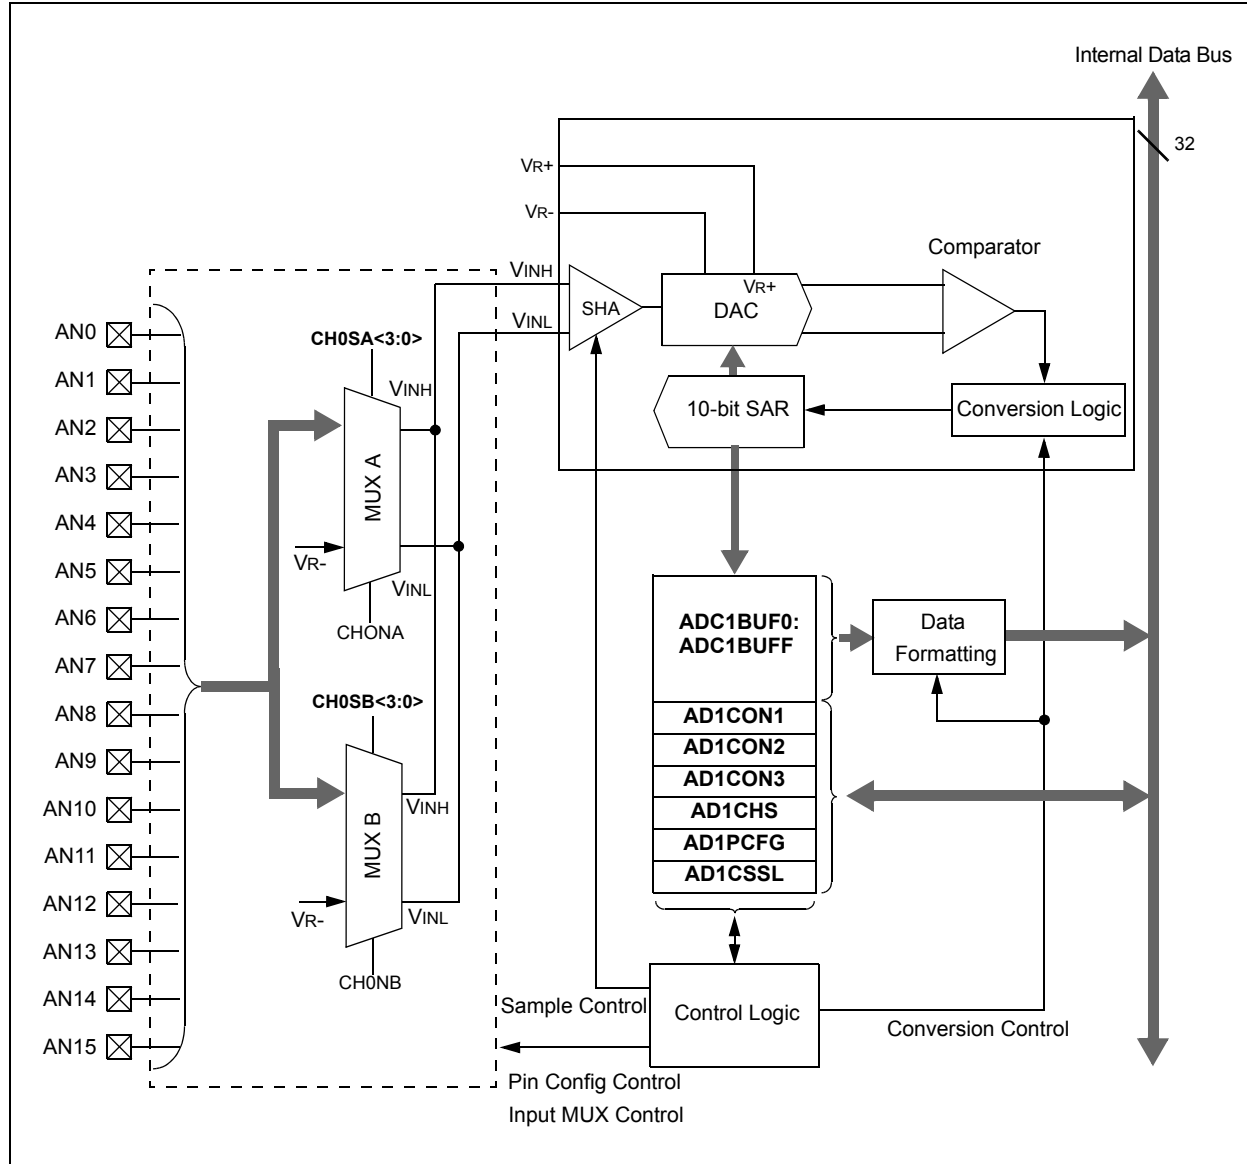 Internal Data Bus
32
VR+
VR-
Comparator
VINH
SHA
VR+
DAC
VINL
AN0
AN1
AN2
AN3
AN4
AN5
AN6
AN7
AN8
AN9
AN10
AN11
AN12
AN13
AN14
AN15
CH0SA<3:0>
VINH
MUX A
VR-
VINL
CHONA
CH0SB<3:0>
VINH
MUX B
VR-
VINL
CH0NB
10-bit SAR
Conversion Logic
ADC1BUF0:
ADC1BUFF
Data
Formatting
AD1CON1
AD1CON2
AD1CON3
AD1CHS
AD1PCFG
AD1CSSL
Sample Control
Control Logic
Conversion Control
Pin Config Control
Input MUX Control